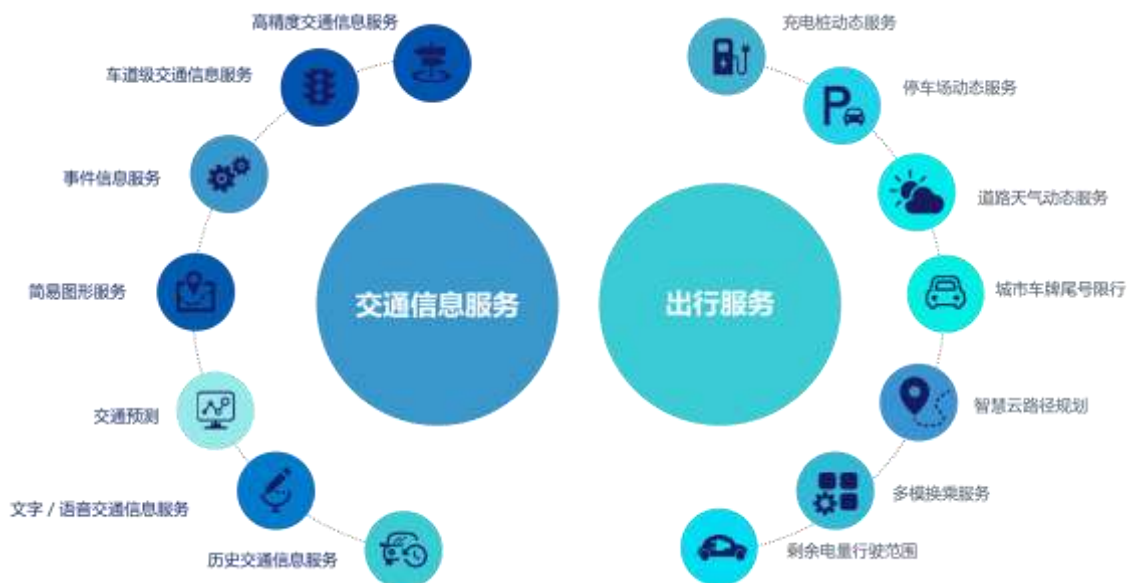 高精度交通信息服务
车道级交通信息服务
事件信息服务
简易图形服务
交通预测
文字 / 语音交通信息服务
历史交通信息服务
交通信息服务
出行服务
充电桩动态服务
停车场动态服务
P
道路天气动态服务
城市车牌尾号限行
智慧云路径规划
多模换乘服务
剩余电量行驶范围